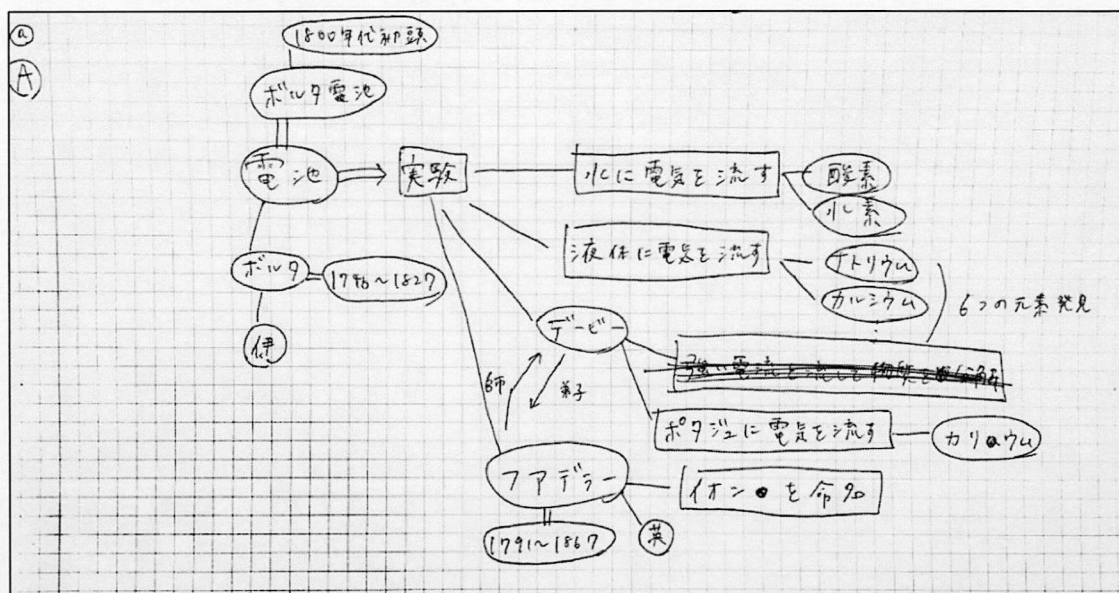 a
A
1800年代初頭
ボルタ電池
電池
実験
水に電気を流す
酸素
水素
液体に電気を流す
ナトリウム
カルシウム
6つの元素発見
ボルタ
1745~1827
伊
デービー
師
弟子
ポタジュに電気を流す
カリウム
ファデラー
イオンを命名
英
1791~1867